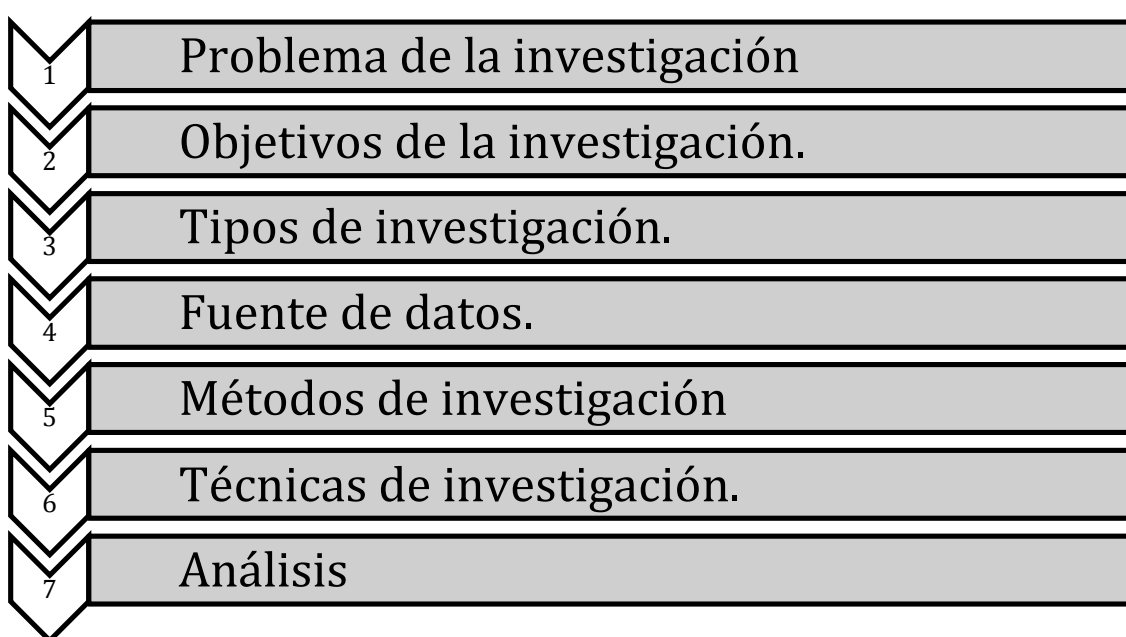 1 Problema de la investigación
2 Objetivos de la investigación.
3 Tipos de investigación.
4 Fuente de datos.
5 Métodos de investigación
6 Técnicas de investigación.
7 Análisis